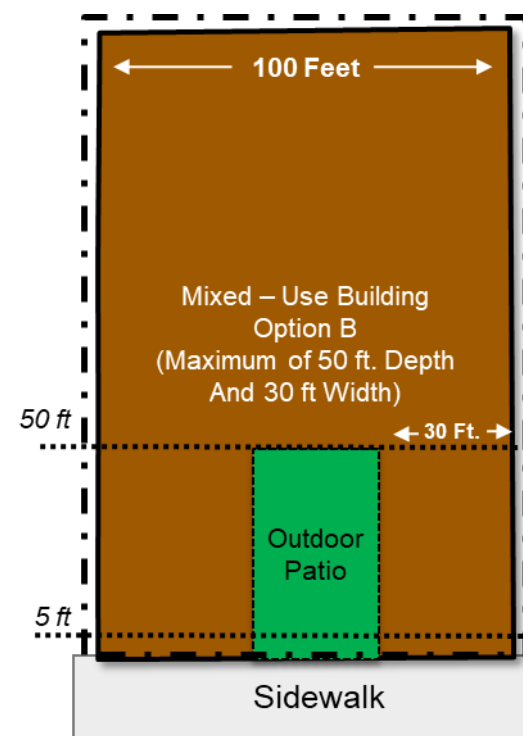 100 Feet
Mixed – Use Building
Option B
(Maximum of 50 ft. Depth
And 30 ft Width)
50 ft
30 Ft.
Outdoor
Patio
5 ft
Sidewalk